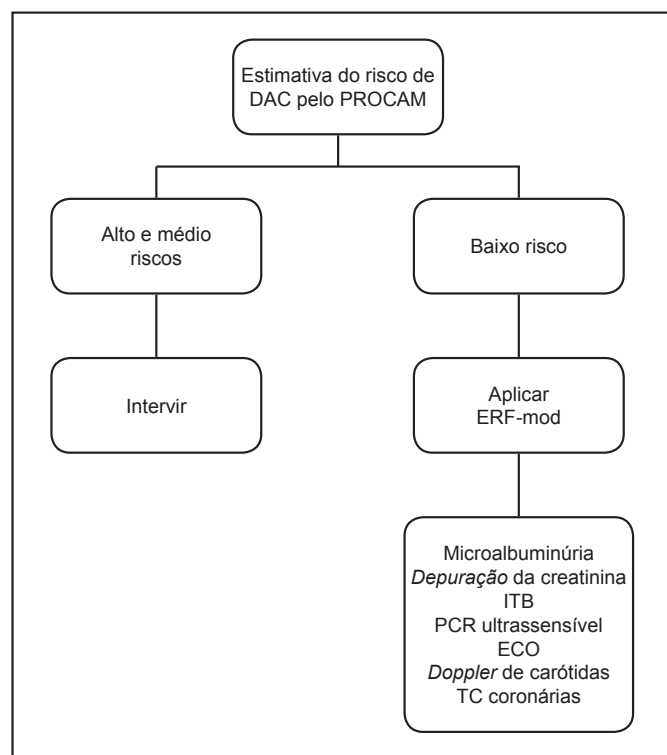 Estimativa do risco de
DAC pelo PROCAM
Alto e médio
riscos
Baixo risco
Intervir
Aplicar
ERF-mod
Microalbuminúria
Depuração da creatinina
ITB
PCR ultrassensível
ECO
Doppler de carótidas
TC coronárias